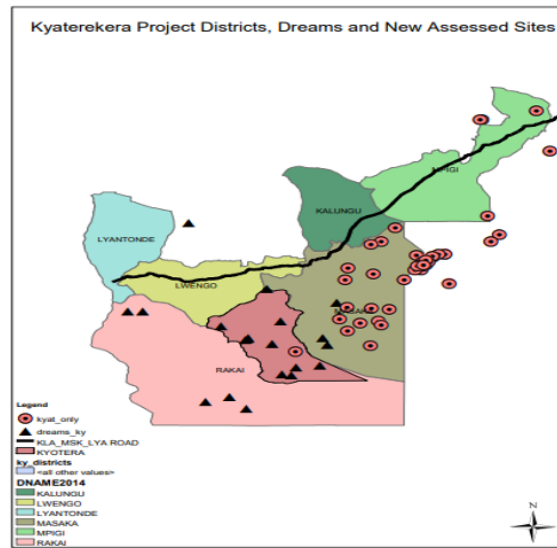 Kyaterekera Project Districts, Dreams and New Assessed Sites
MPIGI
KALUNGU
LYANTONDE
LWENGO
MASAKA
RAKAI
Legend
kyat_only
dreams_ky
KLA_MSK_LYA ROAD
KYOTERA
ky_districts
<all other values>
DNAME2014
KALUNGU
LWENGO
LYANTONDE
MASAKA
MPIGI
RAKAI
N